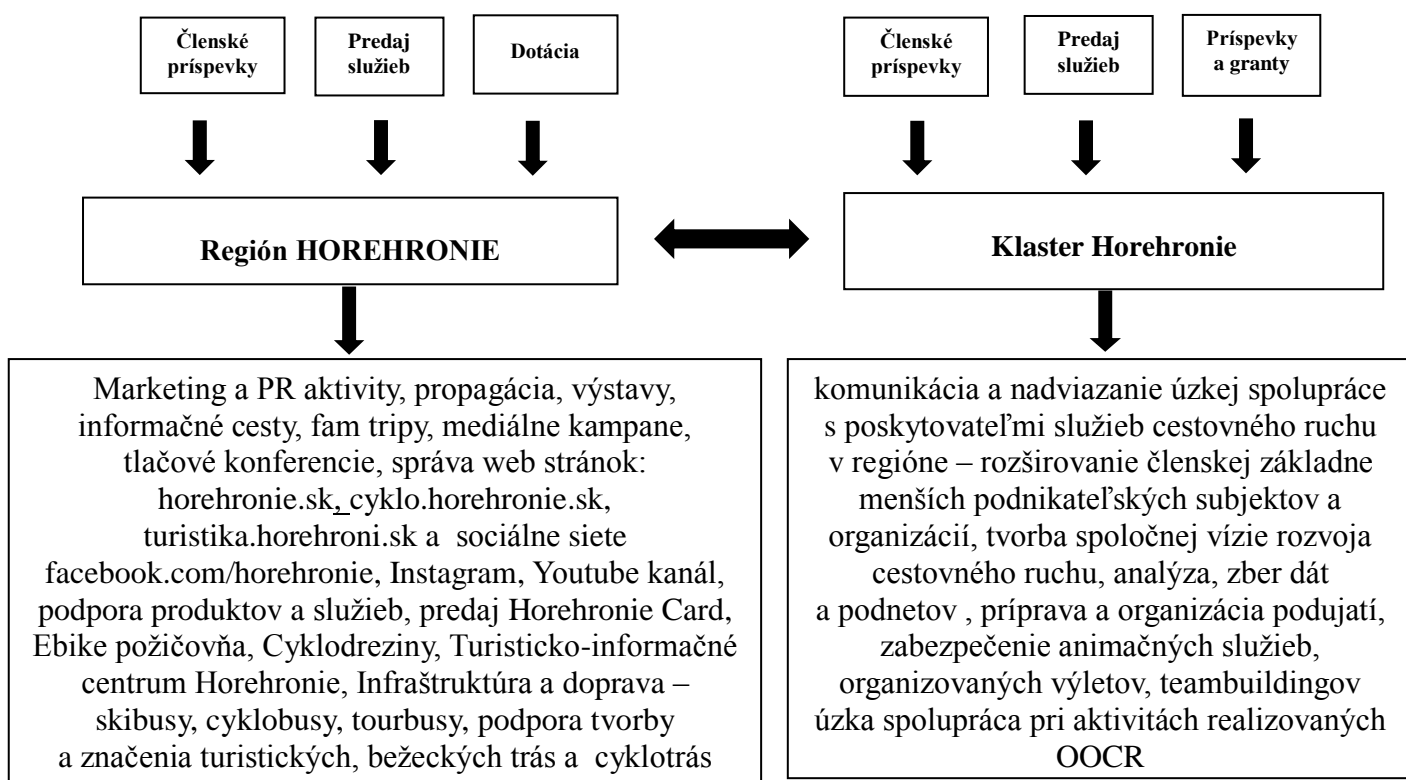 Členské
príspevky
Predaj
služieb
Dotácia
Členské
príspevky
Predaj
služieb
Príspevky
a granty
Región HOREHRONIE
Klaster Horehronie
Marketing a PR aktivity, propagácia, výstavy,
informačné cesty, fam tripy, mediálne kampane,
tlačové konferencie, správa web stránok:
horehronie.sk, cyklo.horehronie.sk,
turistika.horehroni.sk a sociálne siete
facebook.com/horehronie, Instagram, Youtube kanál,
podpora produktov a služieb, predaj Horehronie Card,
Ebike požičovňa, Cyklodreziny, Turisticko-informačné
centrum Horehronie, Infraštruktúra a doprava –
skibusy, cyklobusy, tourbusy, podpora tvorby
a značenia turistických, bežeckých trás a cyklotrás
komunikácia a nadviazanie úzkej spolupráce
s poskytovateľmi služieb cestovného ruchu
v regióne – rozširovanie členskej základne
menších podnikateľských subjektov a
organizácií, tvorba spoločnej vízie rozvoja
cestovného ruchu, analýza, zber dát
a podnetov , príprava a organizácia podujatí,
zabezpečenie animačných služieb,
organizovaných výletov, teambuildingov
úzka spolupráca pri aktivitách realizovaných
OOCR